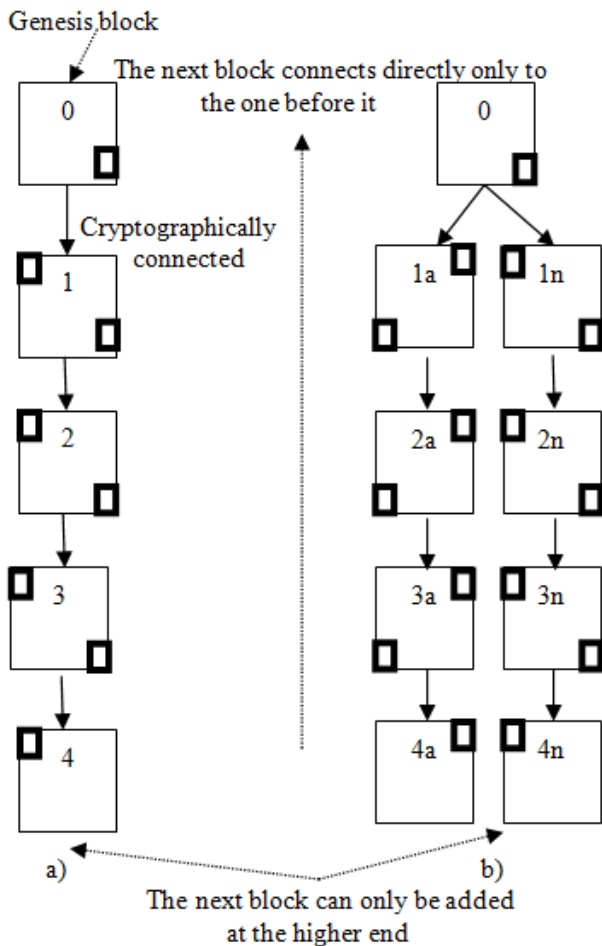 Genesis block
The next block connects directly only to
the one before it
0
0
Cryptographically
connected
1
1a
1n
2
2a
2n
3
3a
3n
4
4a
4n
a)
b)
The next block can only be added
at the higher end